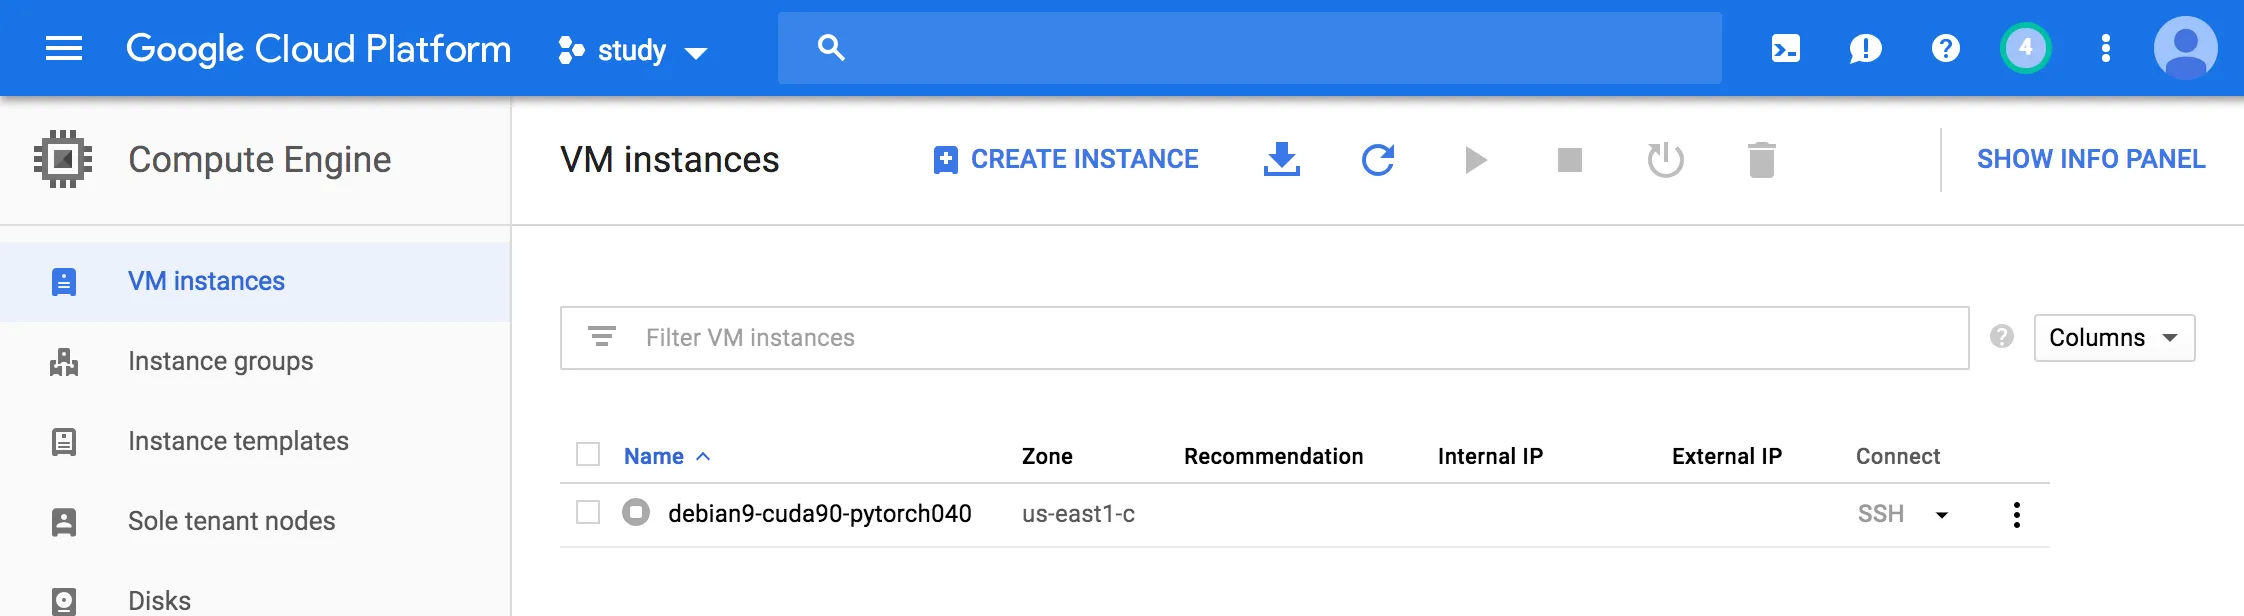 Google Cloud Platform study 4
Compute Engine
VM instances CREATE INSTANCE SHOW INFO PANEL
VM instances
Instance groups
Instance templates
Sole tenant nodes
Disks
Filter VM instances Columns
Name Zone Recommendation Internal IP External IP Connect
debian9-cuda90-pytorch040 us-east1-c SSH